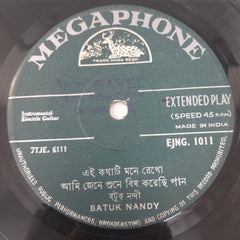 MEGAPHONE
TRADE MARK REGD
Instrumental
Electric Guitar
EXTENDED PLAY
(SPEED 45 R.P.M.)
MADE IN INDIA
7TJE. 6111
EJNG. 1011
এই কথাটি মনে রেখো
আমি জেনে শুনে বিষ করেছি পান
বটুক নন্দী
BATUK NANDY
UNAUTHORISED PUBLIC PERFORMANCE, BROADCASTING AND COPYING OF THIS RECORD PROHIBITED